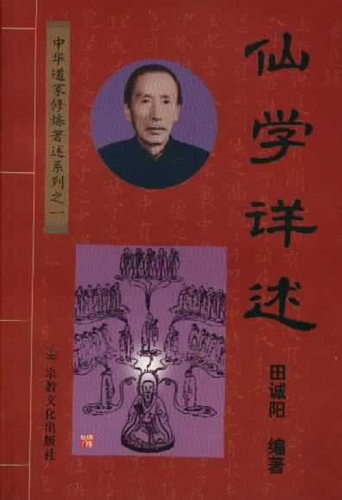 仙学详述
中华道家修炼著述系列之一
田诚阳 编著
宗教文化出版社